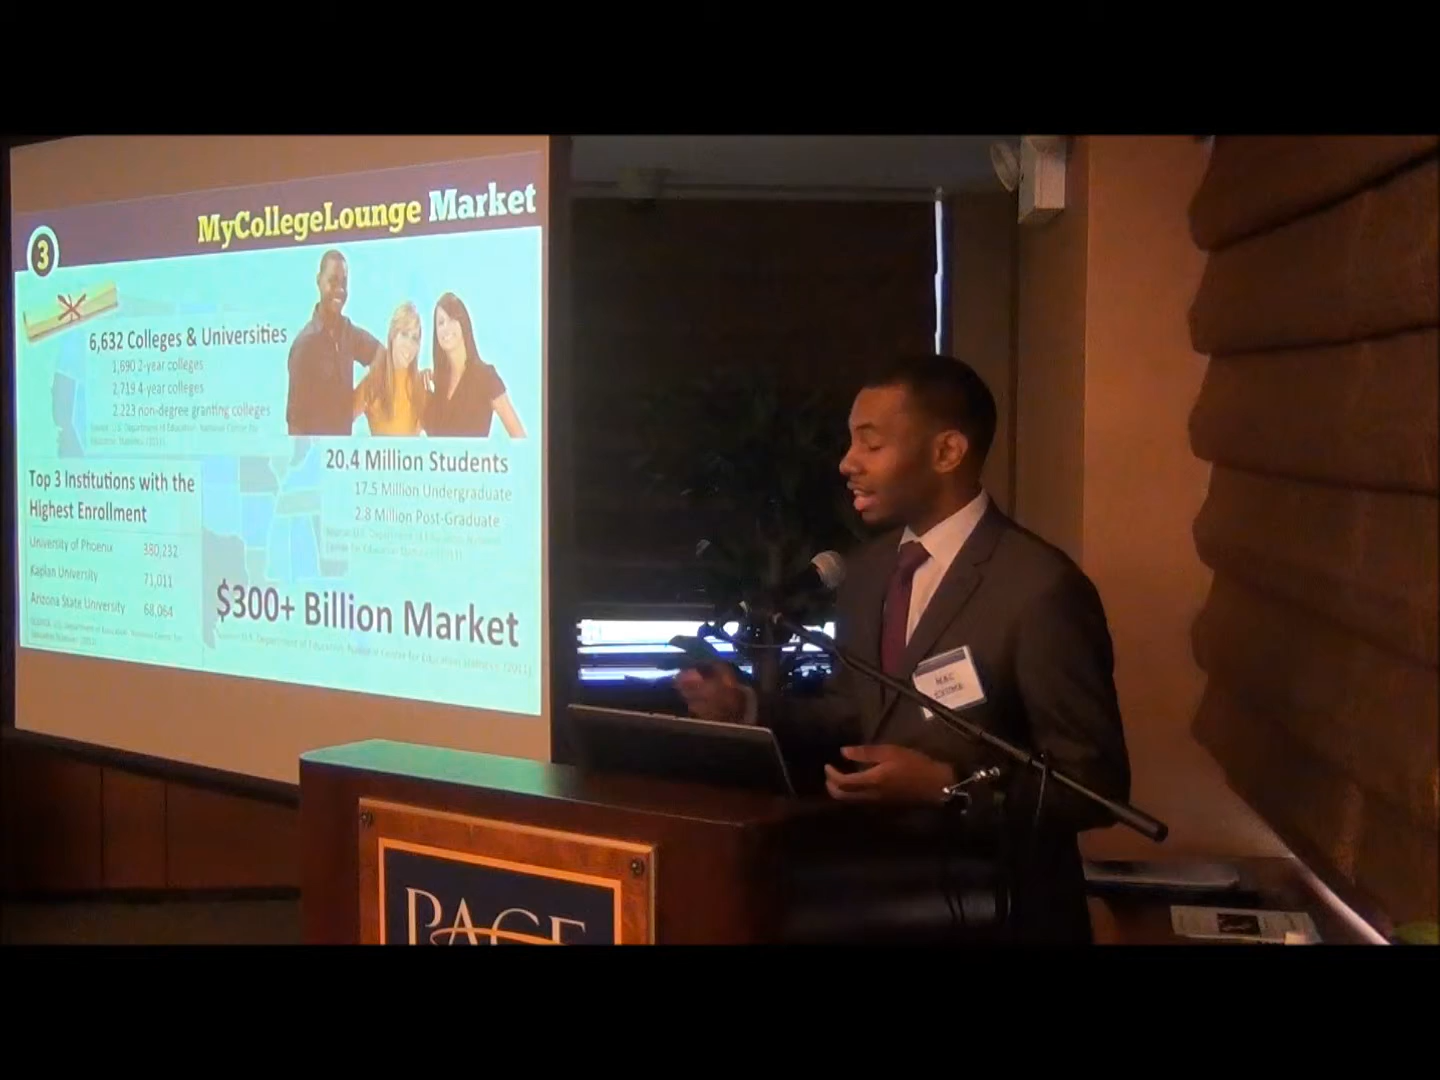 MyCollegeLounge Market
3
6,632 Colleges & Universities
1,690 2-year colleges
2,719 4-year colleges
2,223 non-degree granting colleges
20.4 Million Students
17.5 Million Undergraduate
2.8 Million Post-Graduate
Top 3 Institutions with the
Highest Enrollment
University of Phoenix 380,232
Kaplan University 71,011
Arizona State University 68,064
$300+ Billion Market
PACE